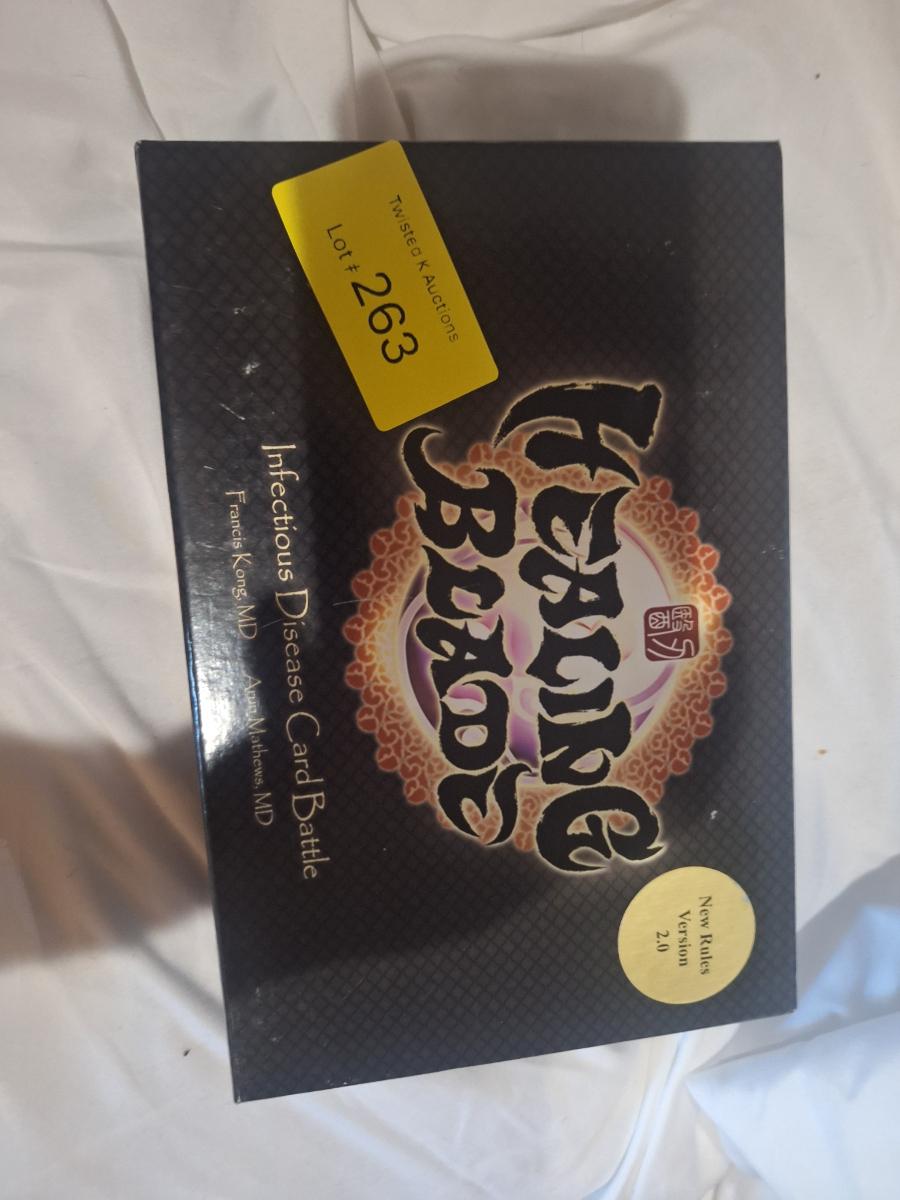 Twisted K Auctions
Lot # 263
HEALING
BLADE
Infectious Disease Card Battle
Francis Kong, MD Arun Mathews, MD
New Rules
Version
2.0